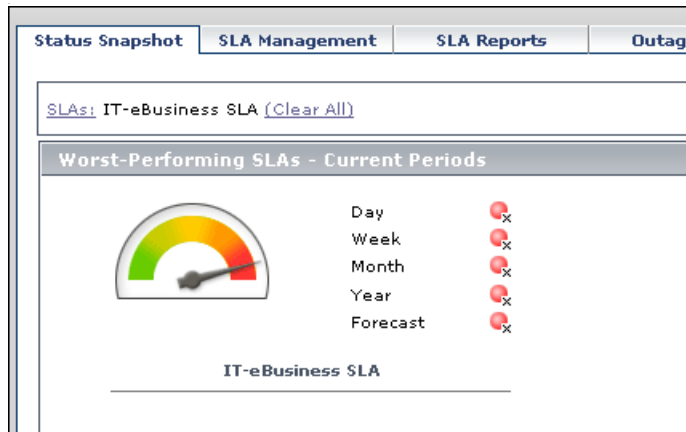 Status Snapshot SLA Management SLA Reports Outag
SLAs: IT-eBusiness SLA (Clear All)
Worst-Performing SLAs - Current Periods
Day
Week
Month
Year
Forecast
IT-eBusiness SLA